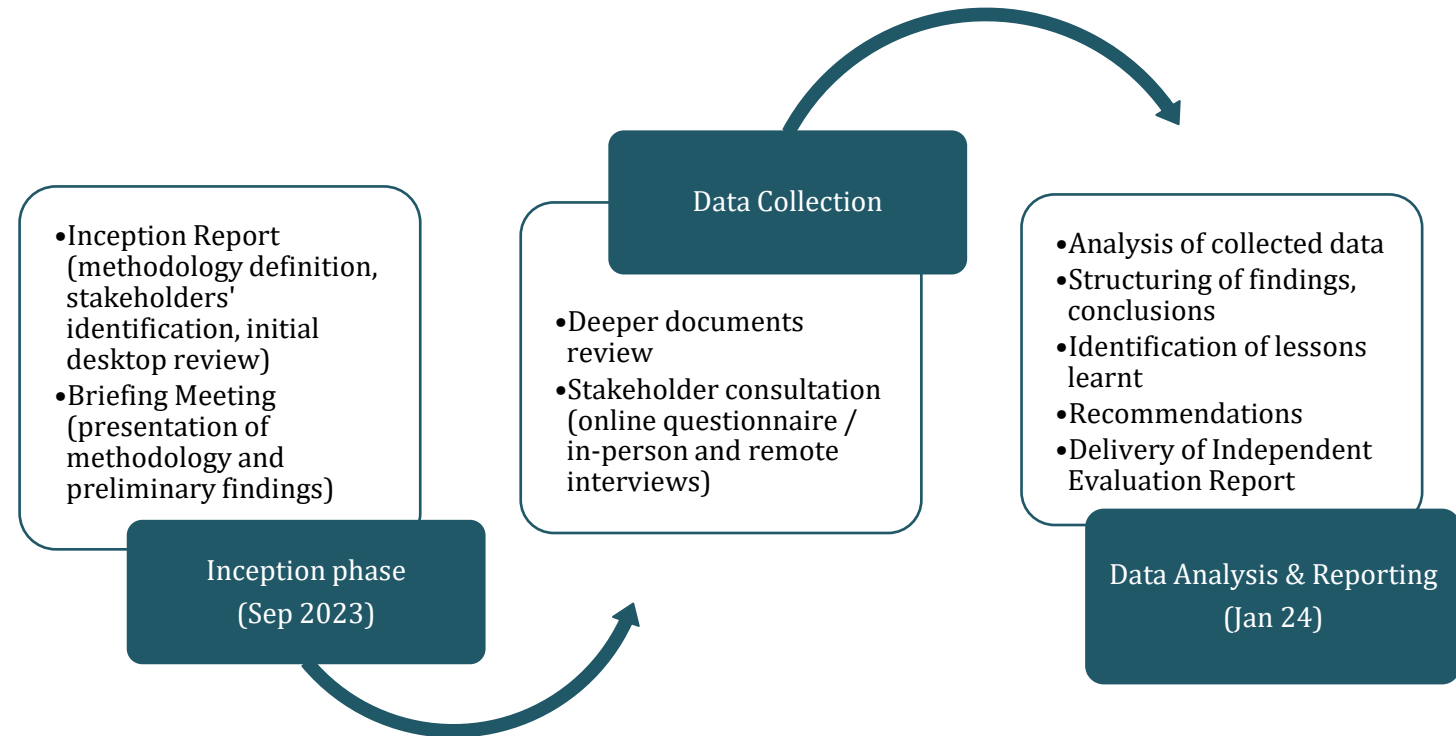 •Inception Report
(methodology definition,
stakeholders'
identification, initial
desktop review)
•Briefing Meeting
(presentation of
methodology and
preliminary findings)
Inception phase
(Sep 2023)
Data Collection
•Deeper documents
review
•Stakeholder consultation
(online questionnaire /
in-person and remote
interviews)
•Analysis of collected data
•Structuring of findings,
conclusions
•Identification of lessons
learnt
•Recommendations
•Delivery of Independent
Evaluation Report
Data Analysis & Reporting
(Jan 24)